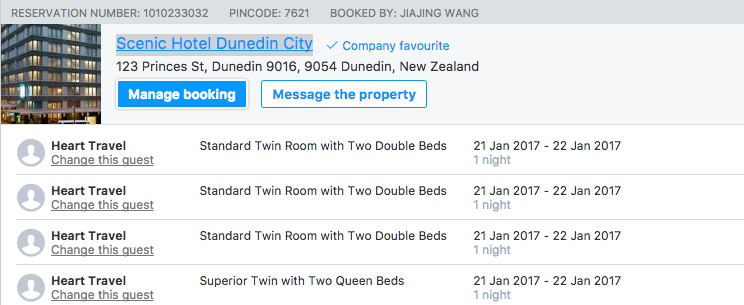 RESERVATION NUMBER: 1010233032 PINCODE: 7621 BOOKED BY: JIAJING WANG
Scenic Hotel Dunedin City ✓ Company favourite
123 Princes St, Dunedin 9016, 9054 Dunedin, New Zealand
Manage booking Message the property
Heart Travel Standard Twin Room with Two Double Beds 21 Jan 2017 - 22 Jan 2017
Change this guest 1 night
Heart Travel Standard Twin Room with Two Double Beds 21 Jan 2017 - 22 Jan 2017
Change this guest 1 night
Heart Travel Standard Twin Room with Two Double Beds 21 Jan 2017 - 22 Jan 2017
Change this guest 1 night
Heart Travel Superior Twin with Two Queen Beds 21 Jan 2017 - 22 Jan 2017
Change this guest 1 night